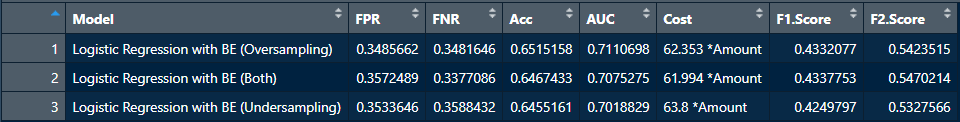 Model FPR FNR Acc AUC Cost F1.Score F2.Score
1 Logistic Regression with BE (Oversampling) 0.3485662 0.3481646 0.6515158 0.7110698 62.353 *Amount 0.4332077 0.5423515
2 Logistic Regression with BE (Both) 0.3572489 0.3377086 0.6467433 0.7075275 61.994 *Amount 0.4337753 0.5470214
3 Logistic Regression with BE (Undersampling) 0.3533646 0.3588432 0.6455161 0.7018829 63.8 *Amount 0.4249797 0.5327566